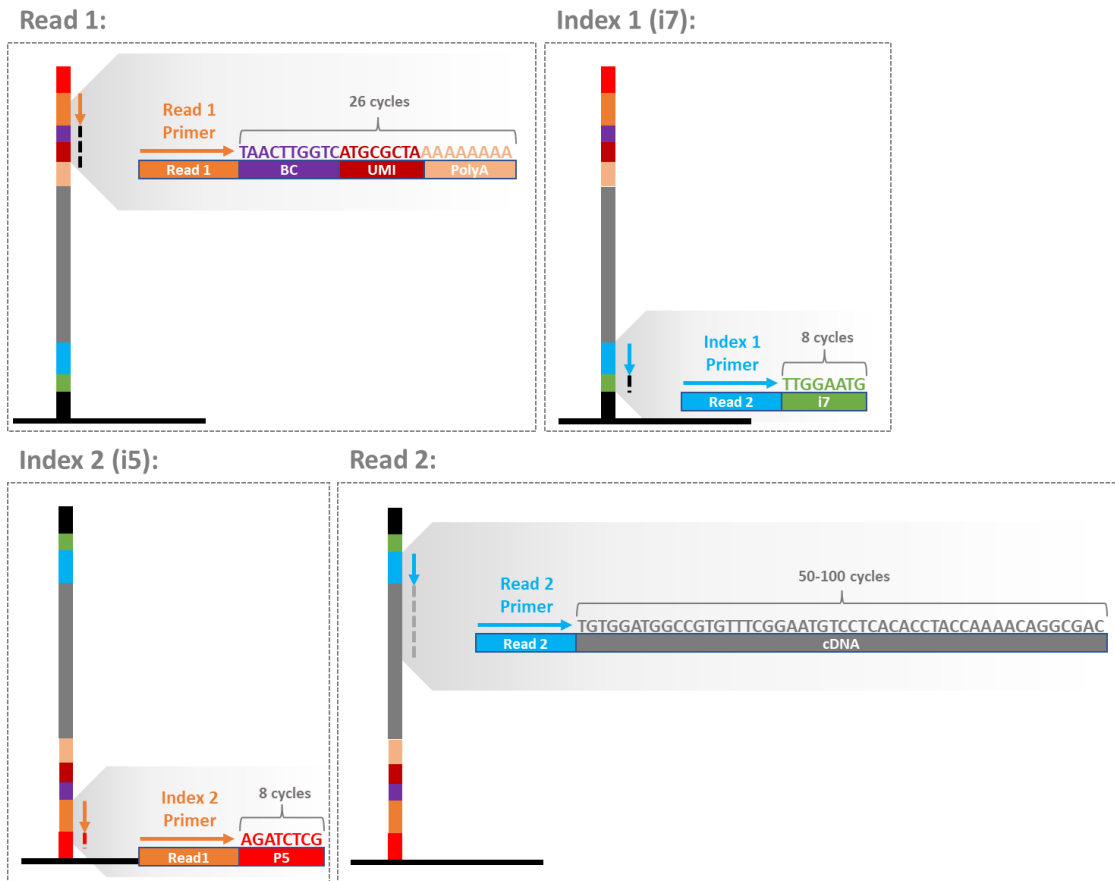 Read 1:
26 cycles
Read 1
Primer
TAACTTGGTCATGCGCTAAAAAAAAA
Read 1
BC
UMI
PolyA
Index 1 (i7):
8 cycles
Index 1
Primer
TTGGAATG
Read 2
i7
Index 2 (i5):
8 cycles
Index 2
Primer
AGATCTCG
Read1
P5
Read 2:
50-100 cycles
Read 2
Primer
TGTGGATGGCCGTGTTTCGGAATGTCCTCACACCTACCAAAACAGGCGAC
Read 2
cDNA